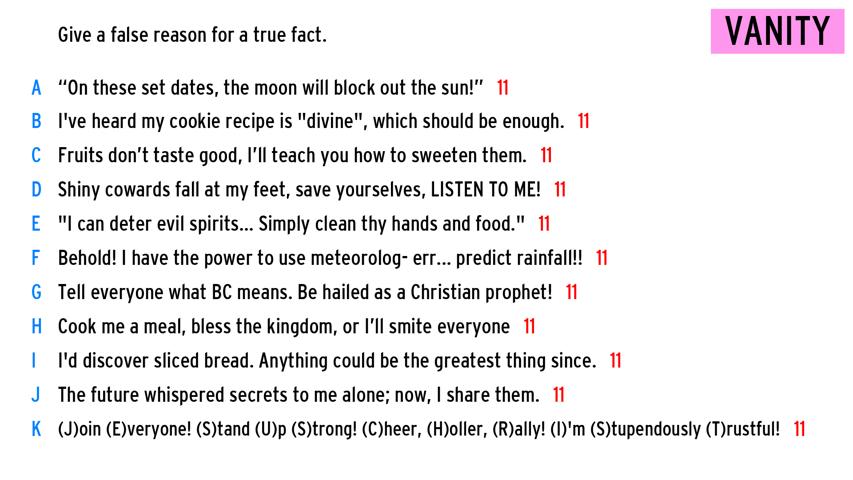 Give a false reason for a true fact.
VANITY
A “On these set dates, the moon will block out the sun!” 11
B I've heard my cookie recipe is "divine", which should be enough. 11
C Fruits don’t taste good, I’ll teach you how to sweeten them. 11
D Shiny cowards fall at my feet, save yourselves, LISTEN TO ME! 11
E "I can deter evil spirits... Simply clean thy hands and food." 11
F Behold! I have the power to use meteorolog- err... predict rainfall!! 11
G Tell everyone what BC means. Be hailed as a Christian prophet! 11
H Cook me a meal, bless the kingdom, or I’ll smite everyone 11
I I'd discover sliced bread. Anything could be the greatest thing since. 11
J The future whispered secrets to me alone; now, I share them. 11
K (J)oin (E)veryone! (S)tand (U)p (S)trong! (C)heer, (H)oller, (R)ally! (I)'m (S)tupendously (T)rustful! 11